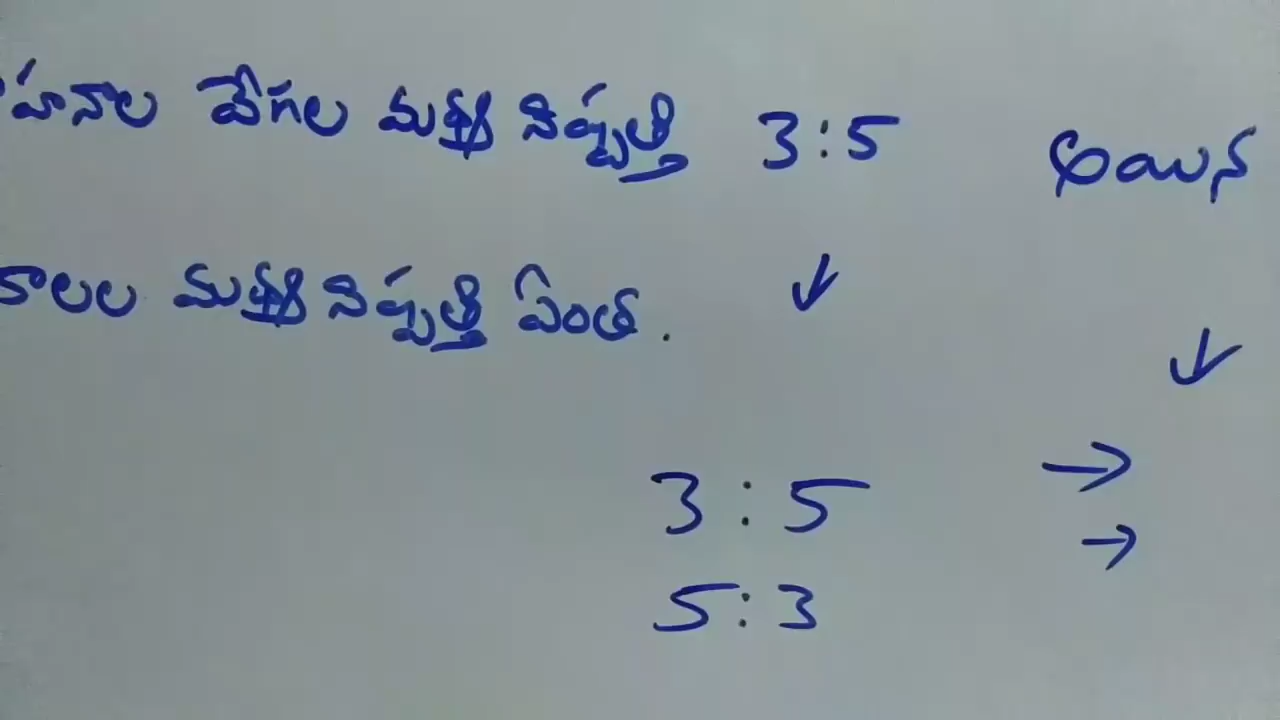 హనాల వేగల మధ్య నిష్పత్తి 3:5 అయిన
కాలల మధ్య నిష్పత్తి ఏంత.
3 : 5
5 : 3